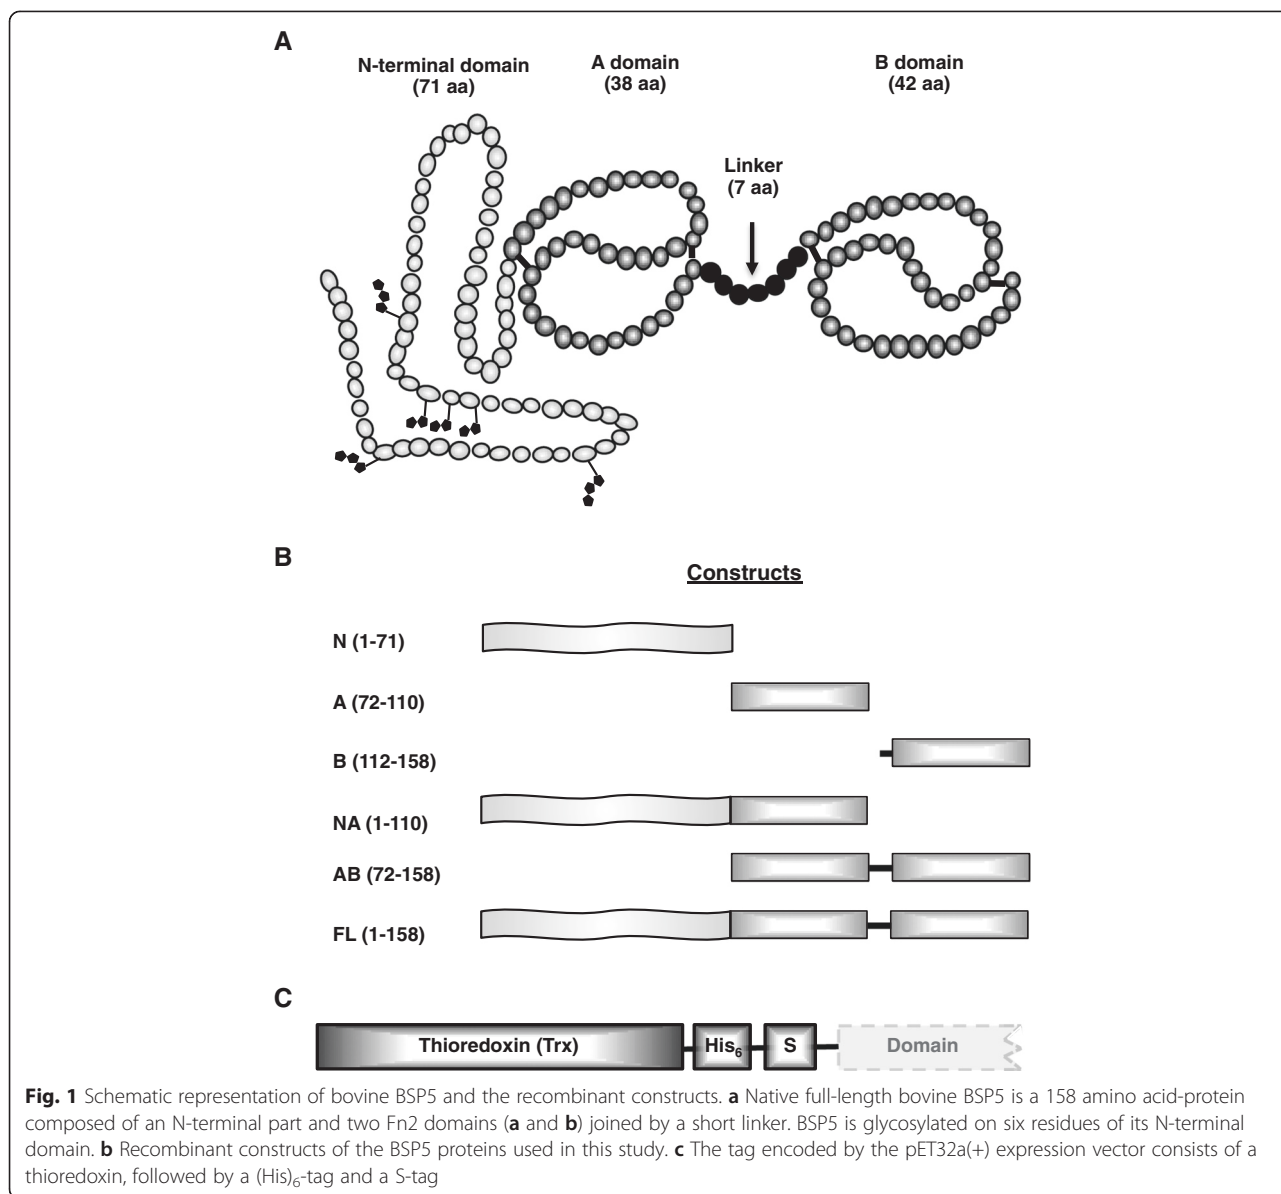 A
N-terminal domain
(71 aa)
A domain
(38 aa)
B domain
(42 aa)
Linker
(7 aa)
B
Constructs
N (1-71)
A (72-110)
B (112-158)
NA (1-110)
AB (72-158)
FL (1-158)
C
Thioredoxin (Trx)
His6
S
Domain
Fig. 1 Schematic representation of bovine BSP5 and the recombinant constructs. a Native full-length bovine BSP5 is a 158 amino acid-protein
composed of an N-terminal part and two Fn2 domains (a and b) joined by a short linker. BSP5 is glycosylated on six residues of its N-terminal
domain. b Recombinant constructs of the BSP5 proteins used in this study. c The tag encoded by the pET32a(+) expression vector consists of a
thioredoxin, followed by a (His)6-tag and a S-tag